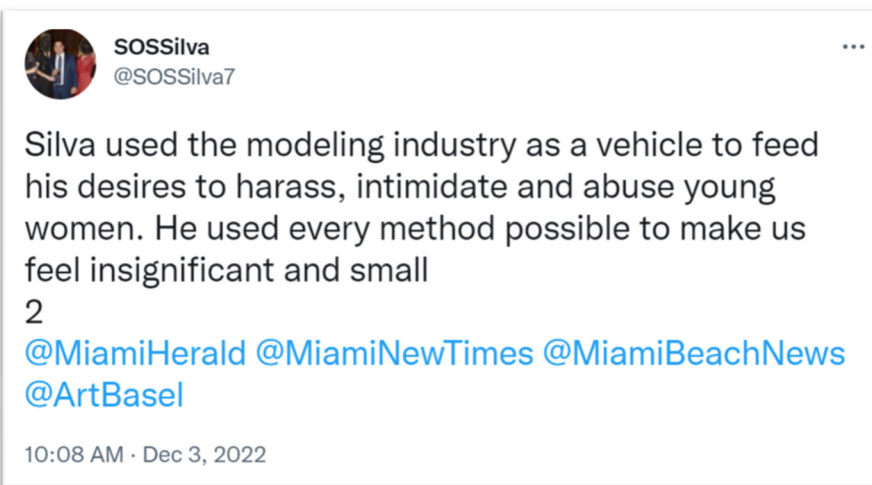 SOSSilva
@SOSSilva7
Silva used the modeling industry as a vehicle to feed
his desires to harass, intimidate and abuse young
women. He used every method possible to make us
feel insignificant and small
2
@MiamiHerald @MiamiNewTimes @MiamiBeachNews
@ArtBasel
10:08 AM · Dec 3, 2022